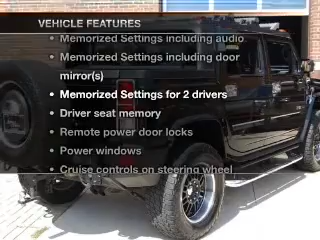 VEHICLE FEATURES
• Memorized Settings including audio
• Memorized Settings including door
mirror(s)
• Memorized Settings for 2 drivers
• Driver seat memory
• Remote power door locks
• Power windows
• Cruise controls on steering wheel